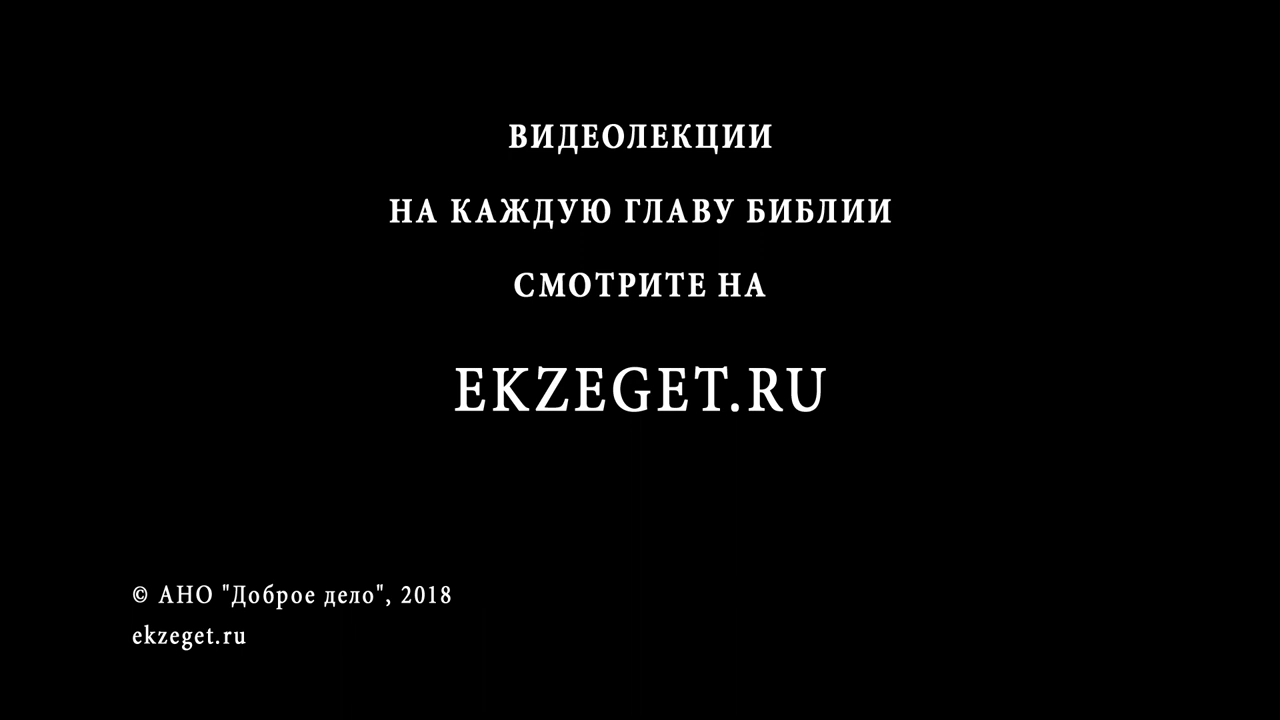 ВИДЕОЛЕКЦИИ
НА КАЖДУЮ ГЛАВУ БИБЛИИ
СМОТРИТЕ НА
EKZEGET.RU
© АНО "Доброе дело", 2018
ekzeget.ru